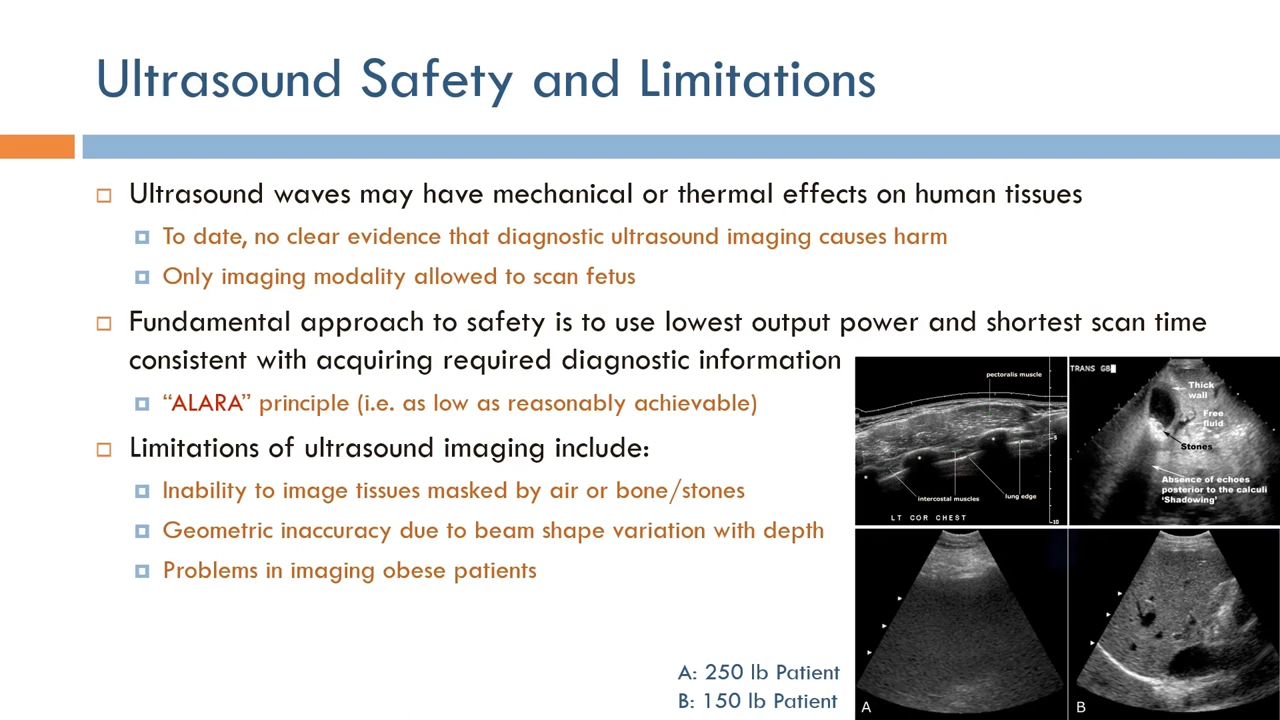 Ultrasound Safety and Limitations
Ultrasound waves may have mechanical or thermal effects on human tissues
To date, no clear evidence that diagnostic ultrasound imaging causes harm
Only imaging modality allowed to scan fetus
Fundamental approach to safety is to use lowest output power and shortest scan time
consistent with acquiring required diagnostic information
“ALARA” principle (i.e. as low as reasonably achievable)
Limitations of ultrasound imaging include:
Inability to image tissues masked by air or bone/stones
Geometric inaccuracy due to beam shape variation with depth
Problems in imaging obese patients
A: 250 lb Patient
B: 150 lb Patient
pectoralis muscle
5
intercostal muscles
lung edge
LT COR CHEST
10
TRANS GB
Thick
wall
Free
fluid
Stones
Absence of echoes
posterior to the calculi
‘Shadowing’
A
B